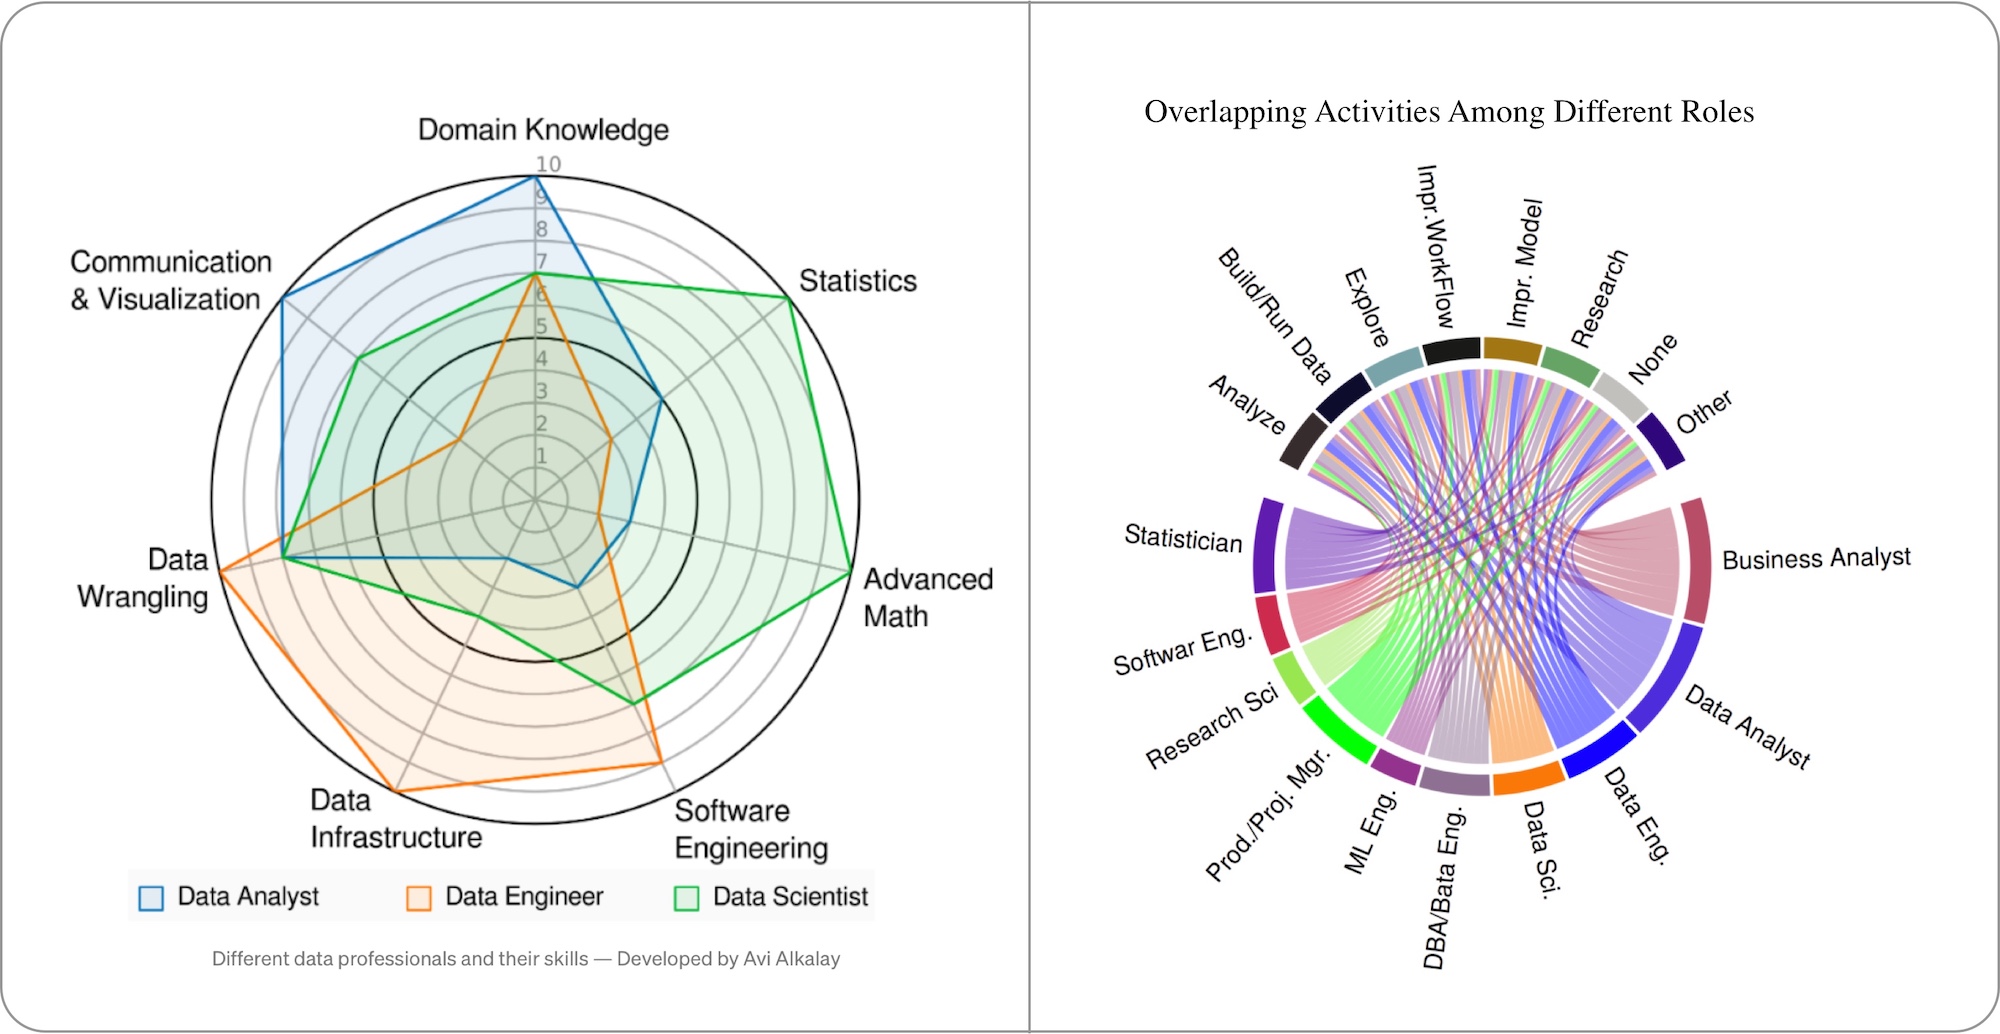 Domain Knowledge
10
9
8
7
6
5
4
3
2
1
Communication
& Visualization
Statistics
Data
Wrangling
Advanced
Math
Data
Infrastructure
Software
Engineering
Data Analyst
Data Engineer
Data Scientist
Different data professionals and their skills — Developed by Avi Alkalay
Overlapping Activities Among Different Roles
Analyze
Build/Run Data
Explore
Impr.WorkFlow
Impr. Model
Research
None
Other
Statistician
Softwar Eng.
Research Sci
Prod./Proj. Mgr.
ML Eng.
DBA/Bata Eng.
Data Sci.
Data Eng.
Data Analyst
Business Analyst